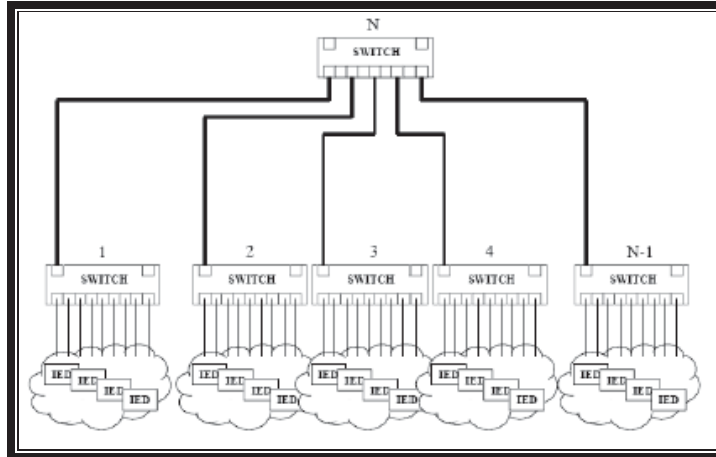 N
SWITCH
1 2 3 4 N-1
SWITCH SWITCH SWITCH SWITCH SWITCH
IED IED IED IED IED
IED IED IED IED IED
IED IED IED IED IED
IED IED IED IED IED